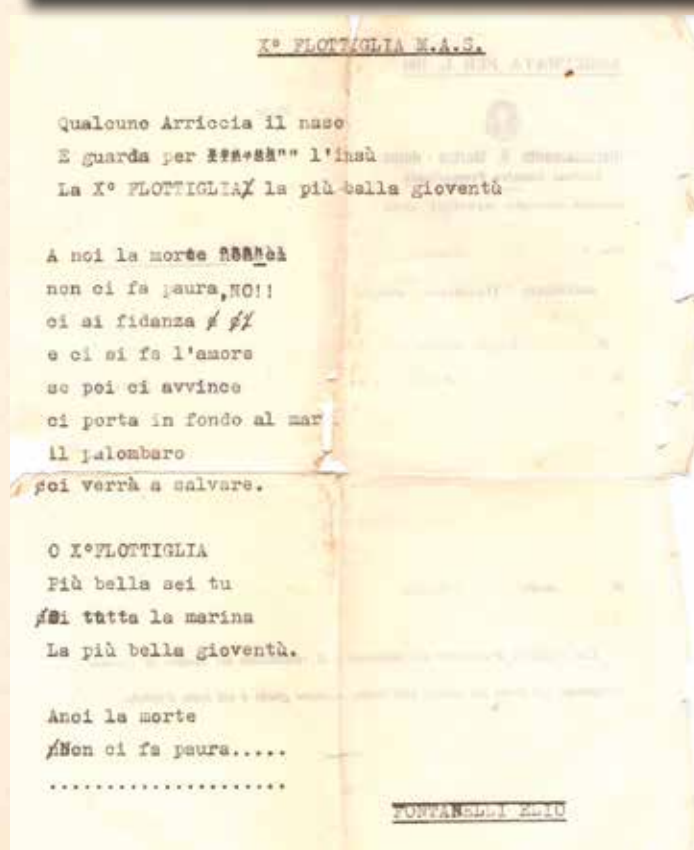 X° FLOTTIGLIA M.A.S.
Qualcuno Arriccia il naso
E guarda per l'insù
La X° FLOTTIGLIA la più bella gioventù
A noi la morte
non ci fa paura,NO!!
ci si fidanza
e ci si fa l'amore
se poi ci avvince
ci porta in fondo al mar
il palombaro
poi verrà a salvare.
O X°FLOTTIGLIA
Più bella sei tu
Di tutta la marina
La più bella gioventù.
Anoi la morte
Non ci fa paura.....
.....................
FONTANELLI ELIO